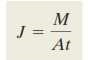 J = M/At